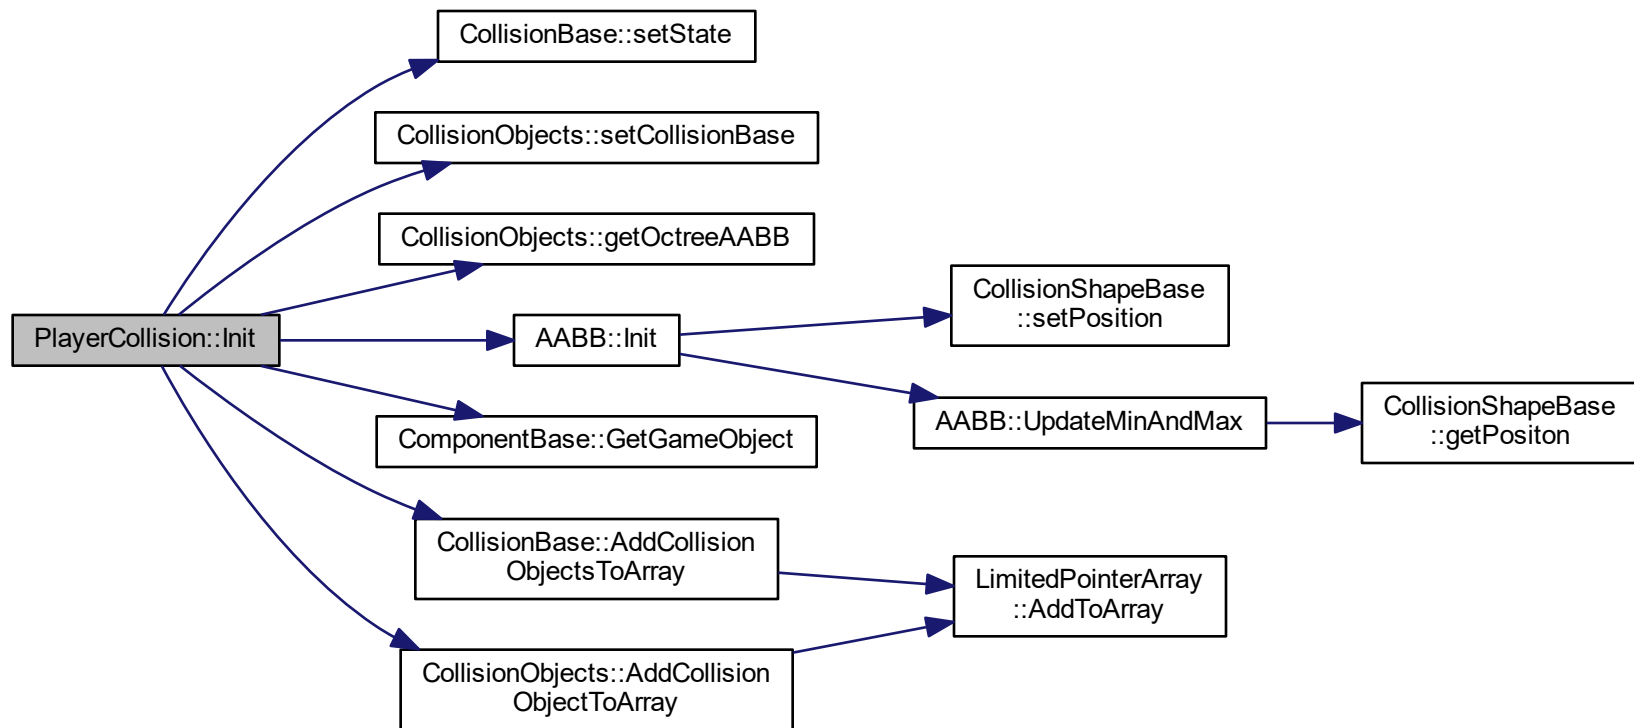 CollisionBase::setState
CollisionObjects::setCollisionBase
CollisionObjects::getOctreeAABB
CollisionShapeBase
::setPosition
PlayerCollision::Init
AABB::Init
CollisionShapeBase
::getPositon
AABB::UpdateMinAndMax
ComponentBase::GetGameObject
CollisionBase::AddCollision
ObjectsToArray
LimitedPointerArray
::AddToArray
CollisionObjects::AddCollision
ObjectToArray